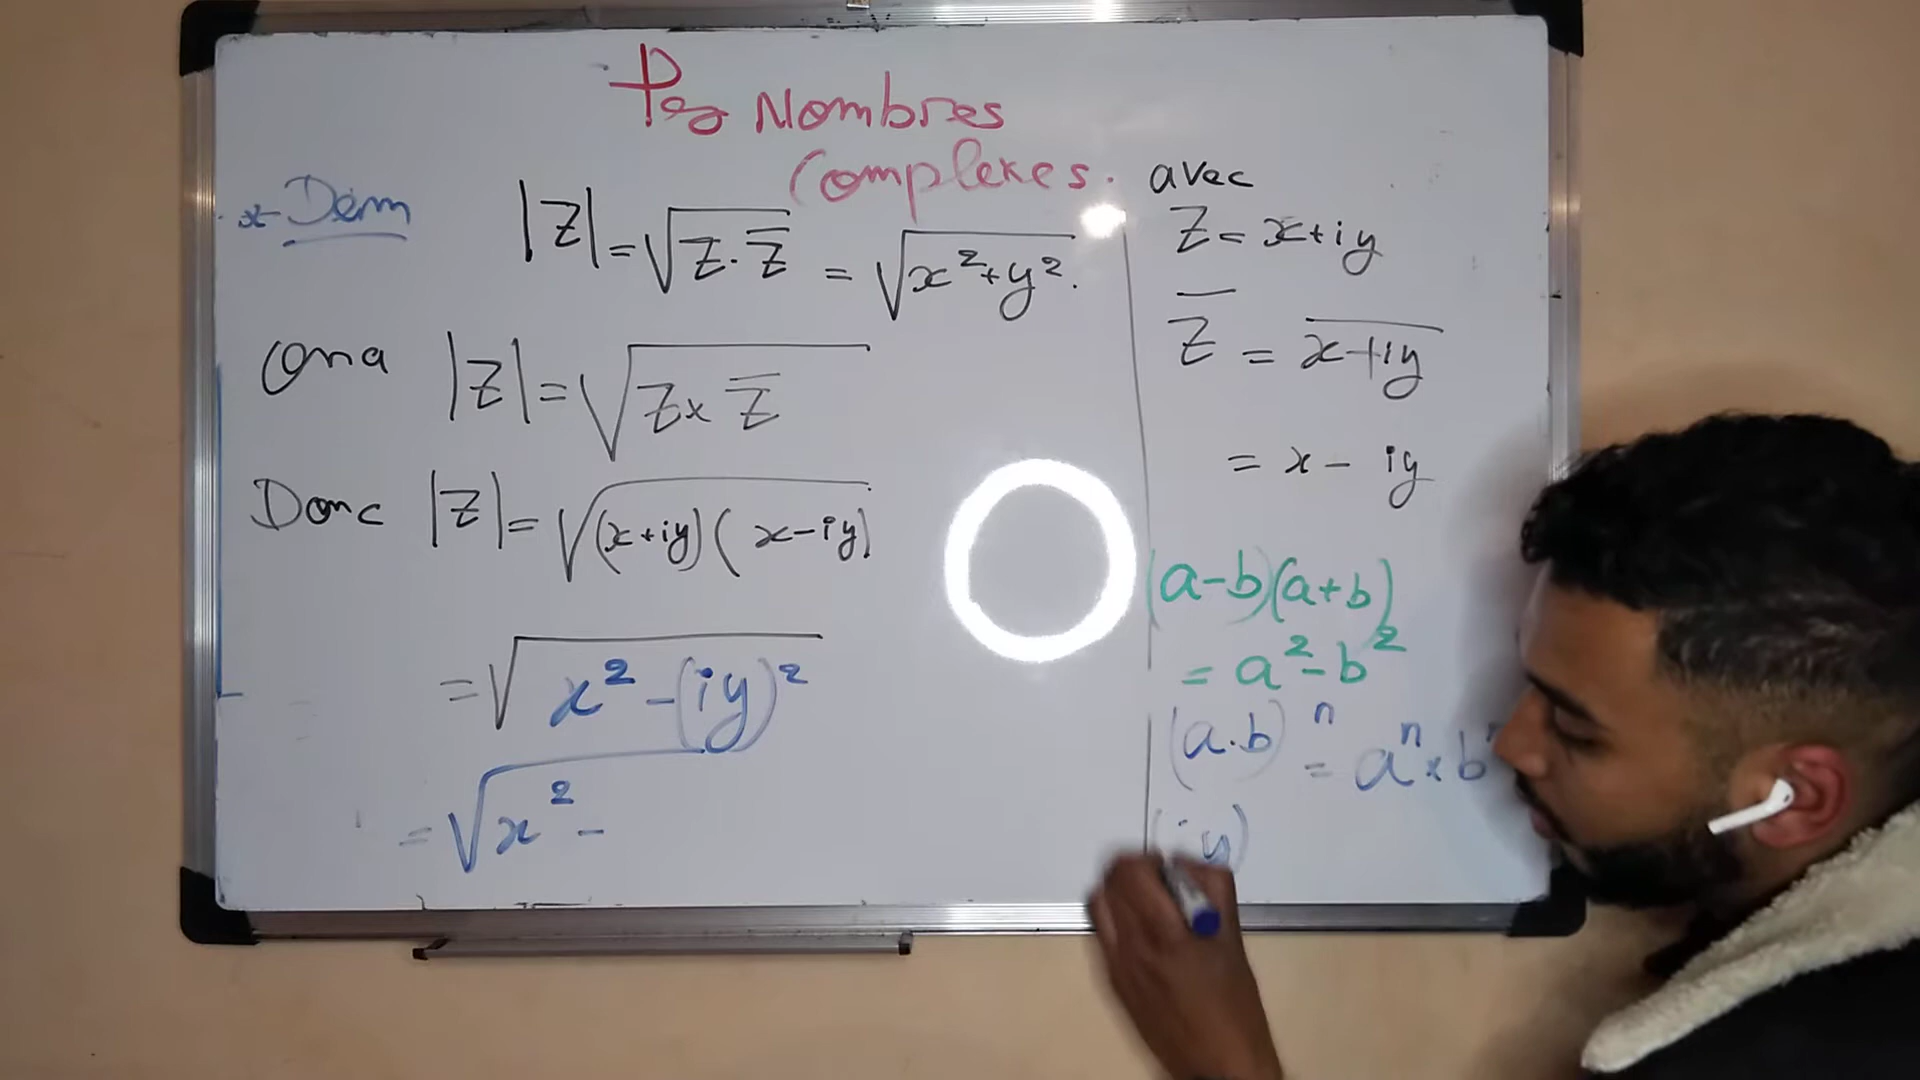 Les Nombres
Complexes.
* Dém
|Z| = √(Z . Z̅) = √(x² + y²).
On a |Z| = √(Z × Z̅)
Donc |Z| = √((x+iy)(x-iy))
= √(x² - (iy)²)
= √(x² -
avec
Z = x+iy
Z̅ = x̅+̅i̅y̅
= x - iy
(a-b)(a+b)
= a² - b²
(a.b)ⁿ = aⁿ × bⁿ
(iy)